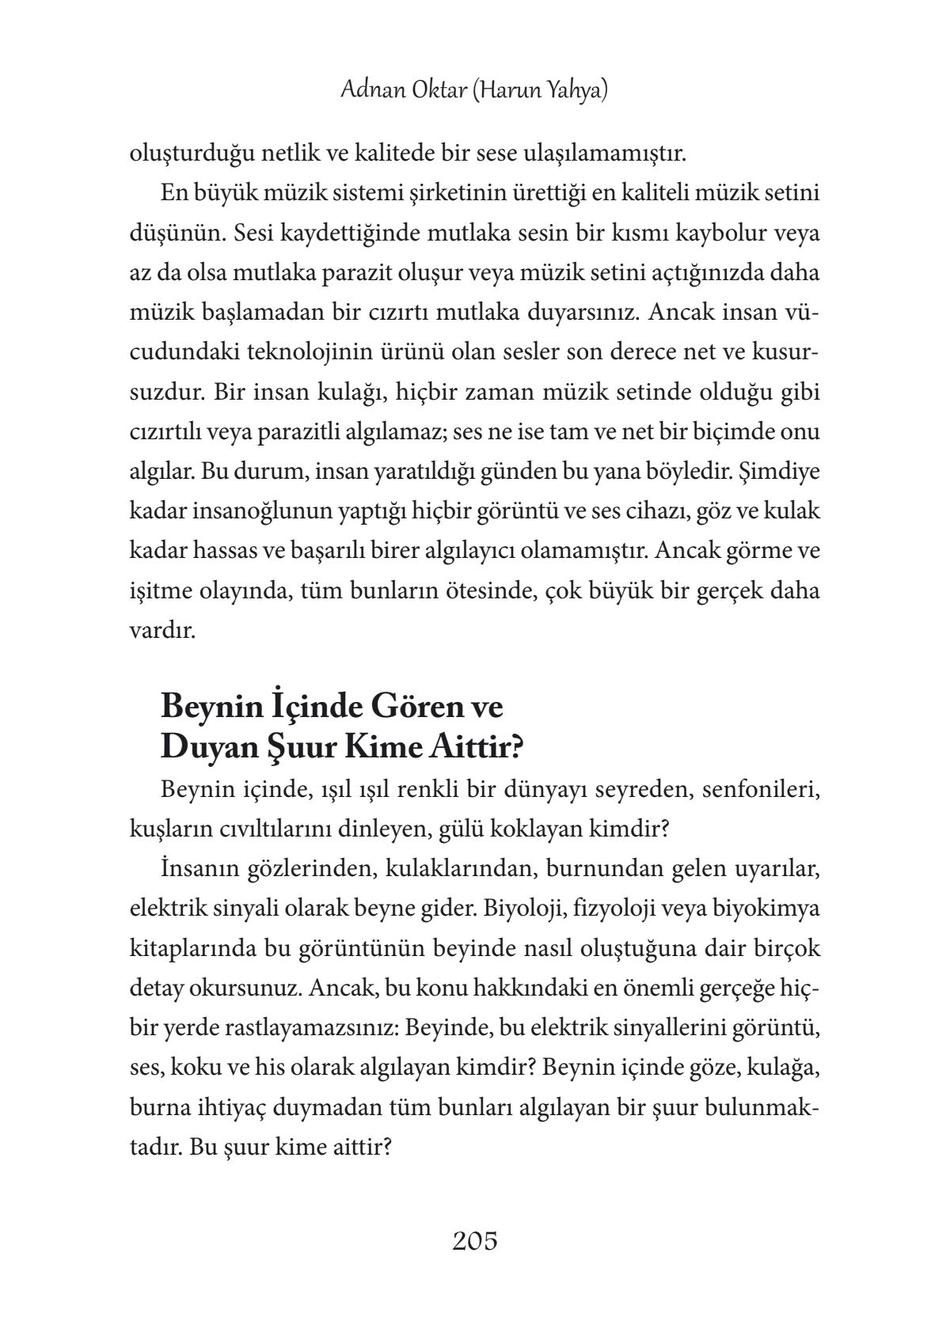 Adnan Oktar (Harun Yahya)
oluşturduğu netlik ve kalitede bir sese ulaşılamamıştır.
En büyük müzik sistemi şirketinin ürettiği en kaliteli müzik setini
düşünün. Sesi kaydettiğinde mutlaka sesin bir kısmı kaybolur veya
az da olsa mutlaka parazit oluşur veya müzik setini açtığınızda daha
müzik başlamadan bir cızırtı mutlaka duyarsınız. Ancak insan vü-
cudundaki teknolojinin ürünü olan sesler son derece net ve kusur-
suzdur. Bir insan kulağı, hiçbir zaman müzik setinde olduğu gibi
cızırtılı veya parazitli algılamaz; ses ne ise tam ve net bir biçimde onu
algılar. Bu durum, insan yaratıldığı günden bu yana böyledir. Şimdiye
kadar insanoğlunun yaptığı hiçbir görüntü ve ses cihazı, göz ve kulak
kadar hassas ve başarılı birer algılayıcı olamamıştır. Ancak görme ve
işitme olayında, tüm bunların ötesinde, çok büyük bir gerçek daha
vardır.
Beynin İçinde Gören ve
Duyan Şuur Kime Aittir?
Beynin içinde, ışıl ışıl renkli bir dünyayı seyreden, senfonileri,
kuşların cıvıltılarını dinleyen, gülü koklayan kimdir?
İnsanın gözlerinden, kulaklarından, burnundan gelen uyarılar,
elektrik sinyali olarak beyne gider. Biyoloji, fizyoloji veya biyokimya
kitaplarında bu görüntünün beyinde nasıl oluştuğuna dair birçok
detay okursunuz. Ancak, bu konu hakkındaki en önemli gerçeğe hiç-
bir yerde rastlayamazsınız: Beyinde, bu elektrik sinyallerini görüntü,
ses, koku ve his olarak algılayan kimdir? Beynin içinde göze, kulağa,
burna ihtiyaç duymadan tüm bunları algılayan bir şuur bulunmak-
tadır. Bu şuur kime aittir?
205